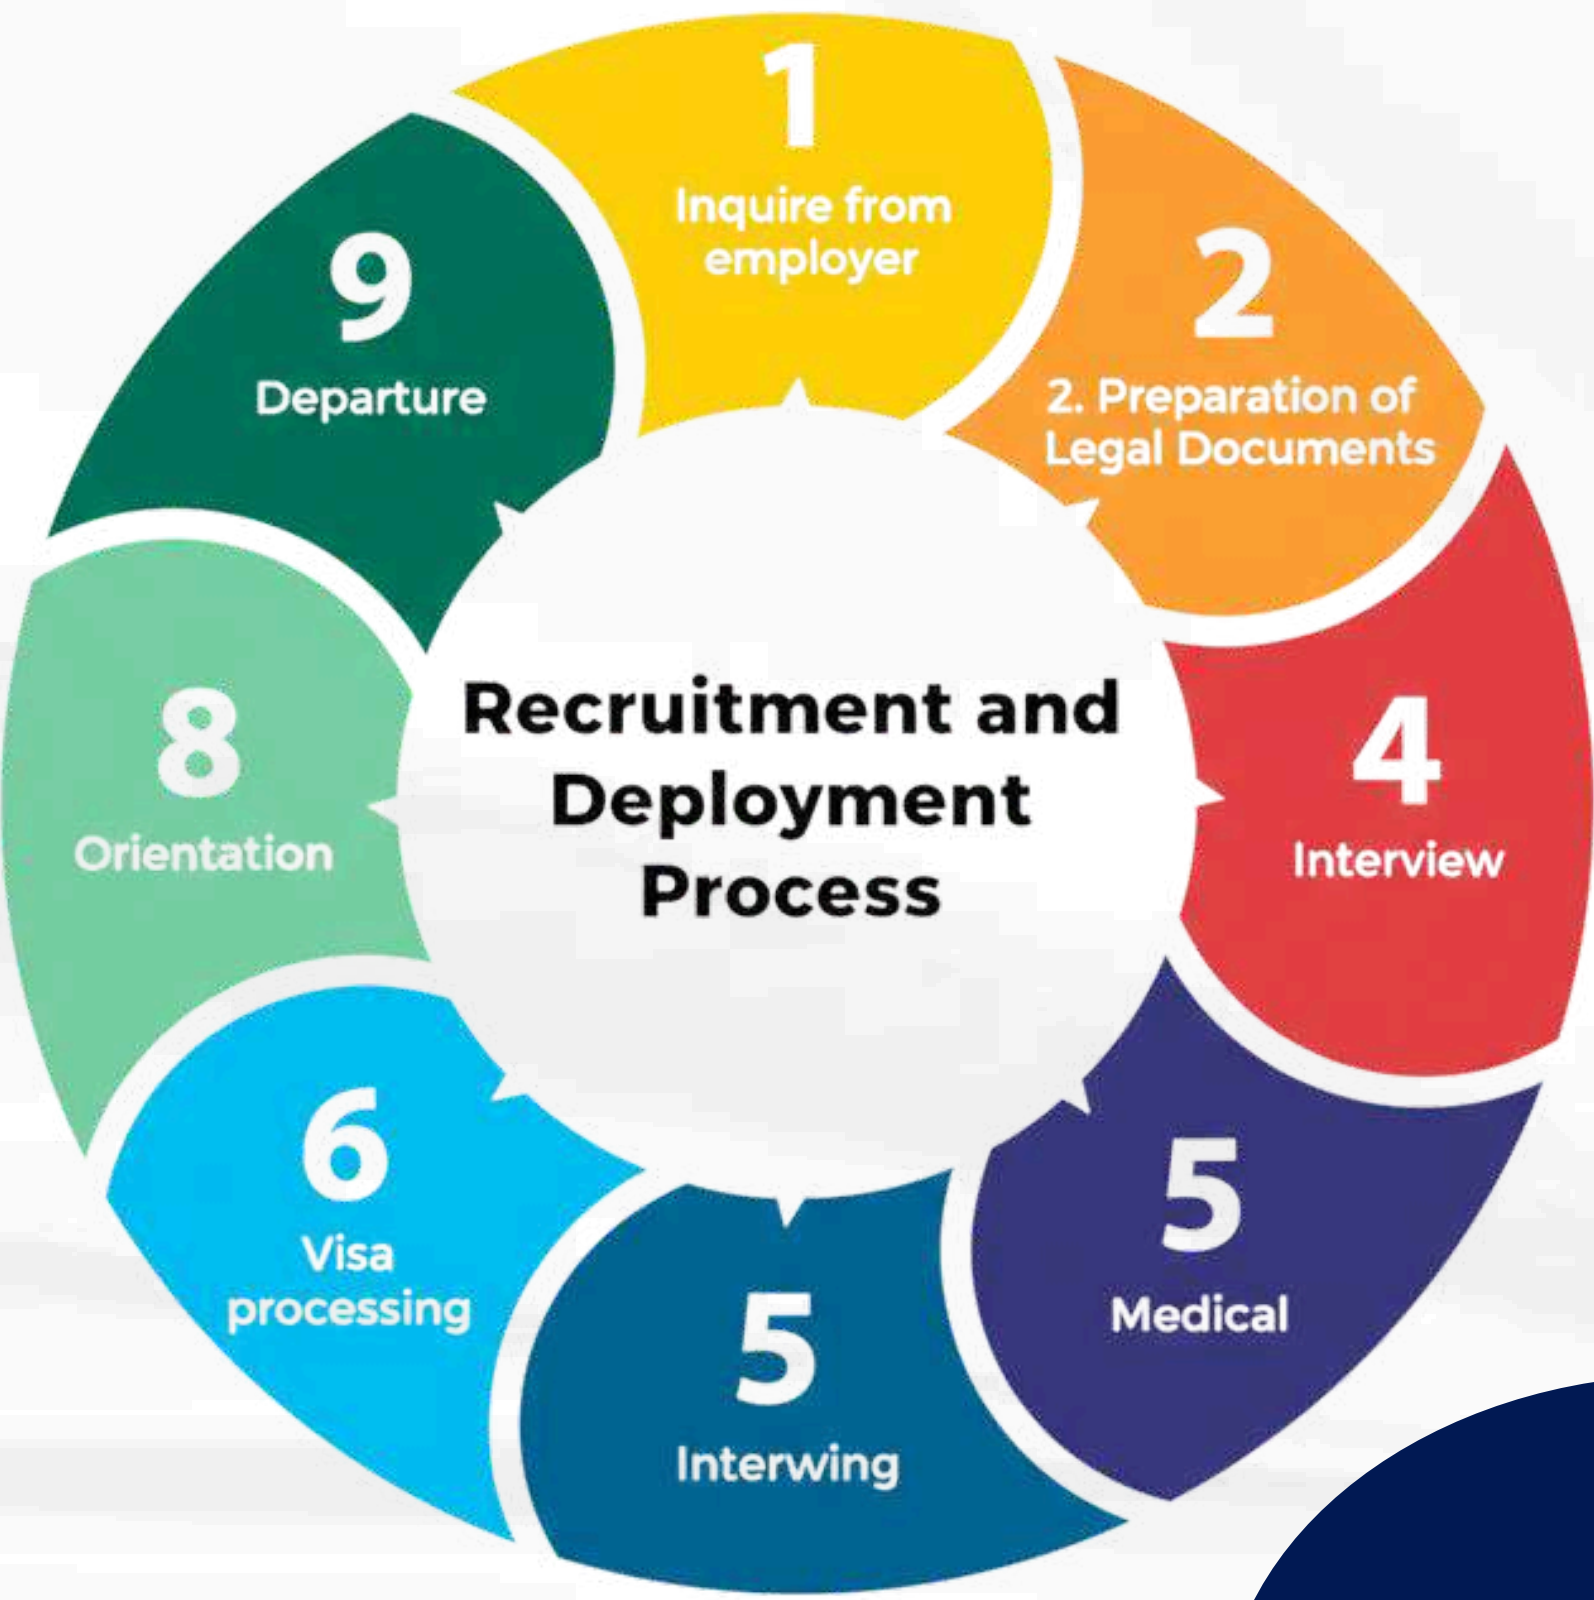 1
Inquire from
employer
2
2. Preparation of
Legal Documents
4
Interview
5
Medical
5
Interwing
6
Visa
processing
8
Orientation
9
Departure
Recruitment and
Deployment
Process